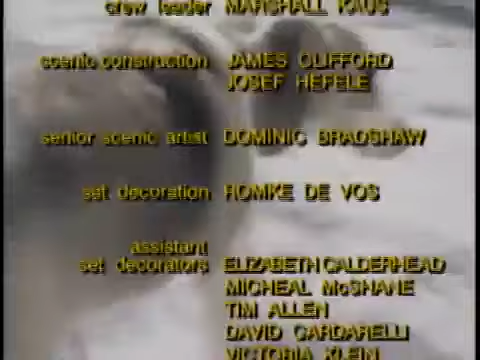 crew leader MARSHALL KAUS
scenic construction JAMES CLIFFORD
JOSEF HEFELE
senior scenic artist DOMINIC BRADSHAW
set decoration ROMKE DE VOS
assistant
set decorators ELIZABETH CALDERHEAD
MICHEAL McSHANE
TIM ALLEN
DAVID CARDARELLI
VICTORIA KLEIN